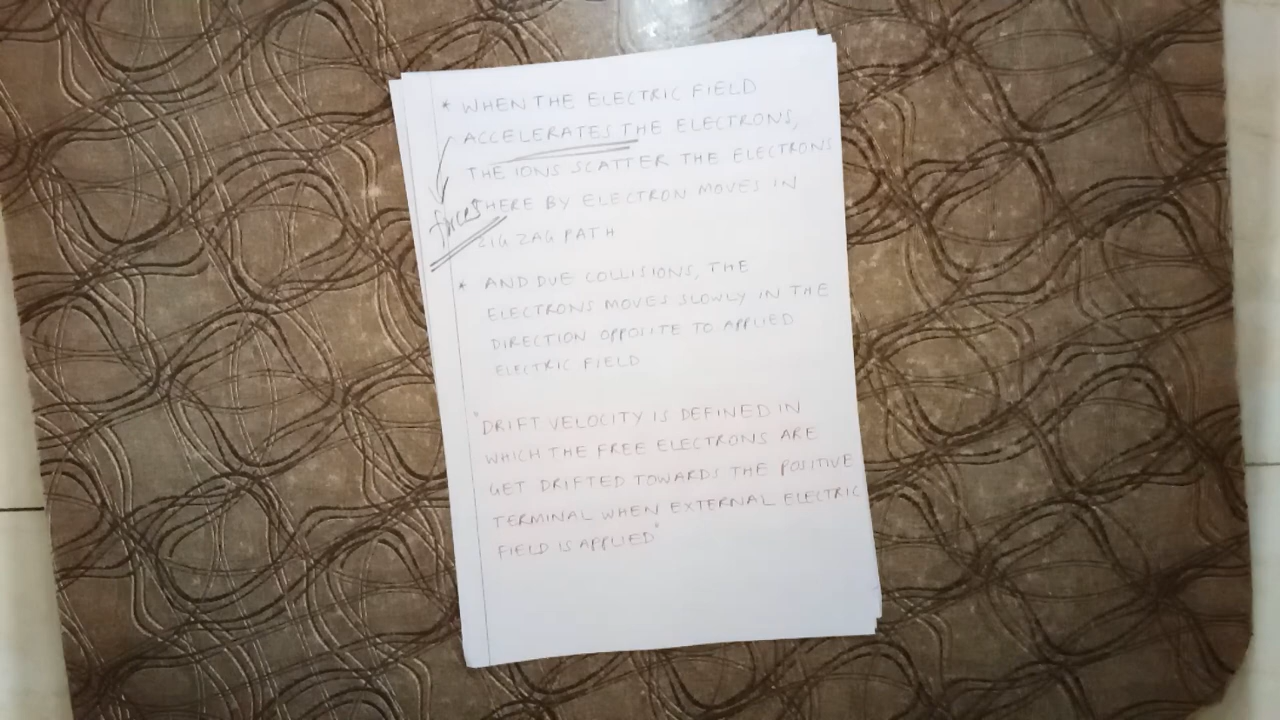 * WHEN THE ELECTRIC FIELD
ACCELERATES THE ELECTRONS,
THE IONS SCATTER THE ELECTRONS
THERE BY ELECTRON MOVES IN
forces
ZIG ZAG PATH
* AND DUE COLLISIONS, THE
ELECTRONS MOVES SLOWLY IN THE
DIRECTION OPPOLITE TO APPLIED
ELECTRIC FIELD
"DRIFT VELOCITY IS DEFINED IN
WHICH THE FREE ELECTRONS ARE
GET DRIFTED TOWARDS THE POSITIVE
TERMINAL WHEN EXTERNAL ELECTRIC
FIELD IS APPLIED"